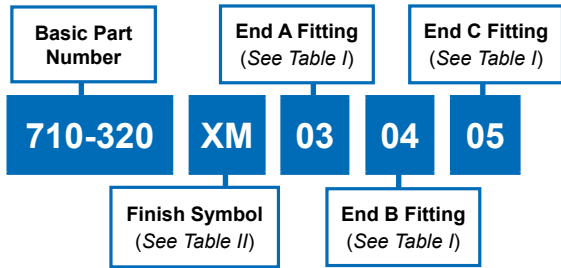 Basic Part
Number
End A Fitting
(See Table I)
End C Fitting
(See Table I)
710-320
XM
03
04
05
Finish Symbol
(See Table II)
End B Fitting
(See Table I)